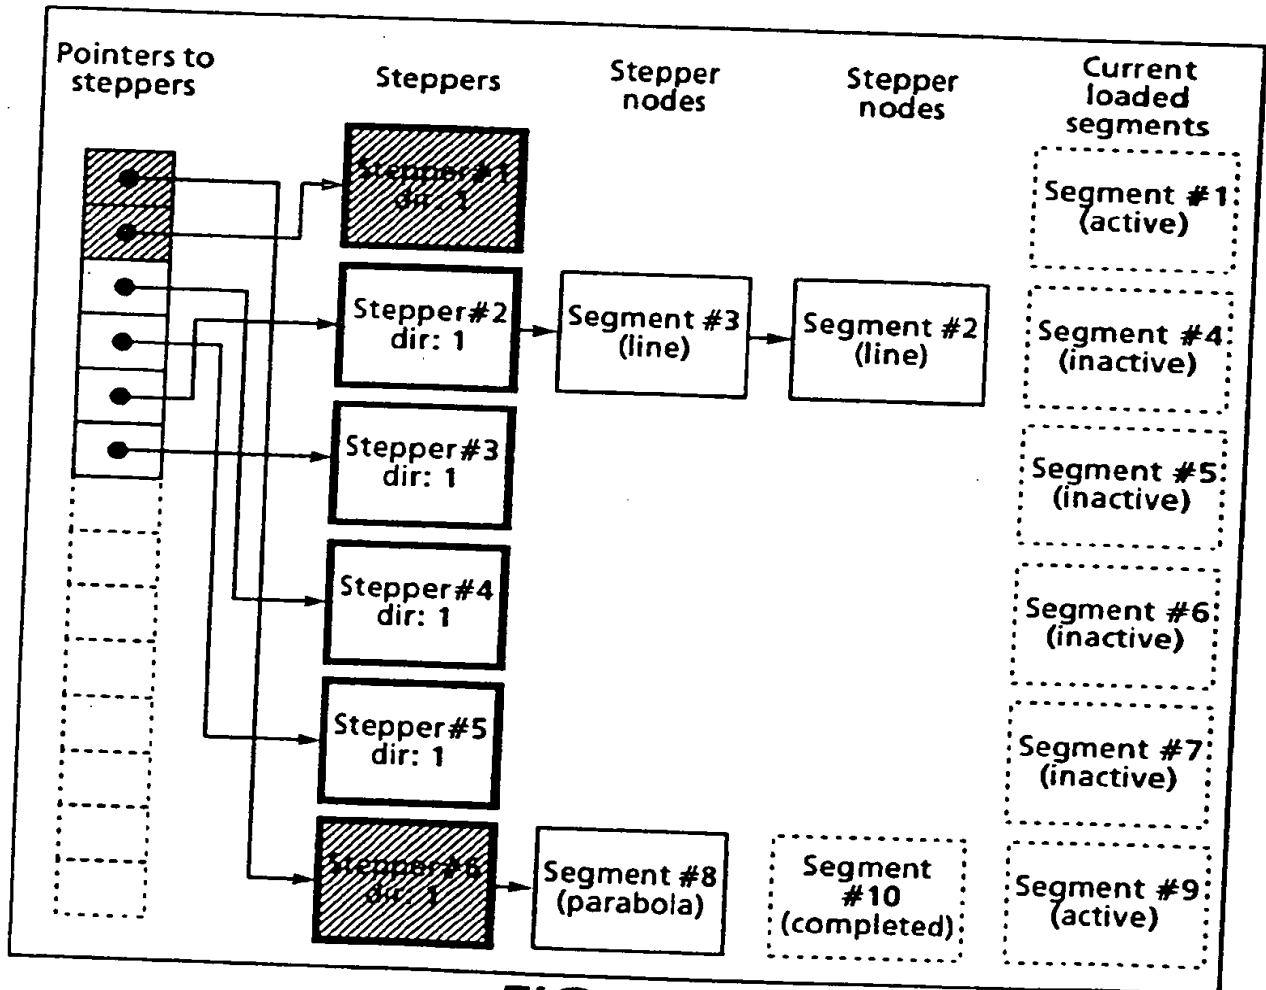 Pointers to
steppers
Steppers
Stepper
nodes
Stepper
nodes
Current
loaded
segments
Stepper#1
dir: 1
Segment #1
(active)
Stepper#2
dir: 1
Segment #3
(line)
Segment #2
(line)
Segment #4
(inactive)
Stepper#3
dir: 1
Segment #5
(inactive)
Stepper#4
dir: 1
Segment #6
(inactive)
Stepper#5
dir: 1
Segment #7
(inactive)
Stepper#6
dir: 1
Segment #8
(parabola)
Segment
#10
(completed)
Segment #9
(active)